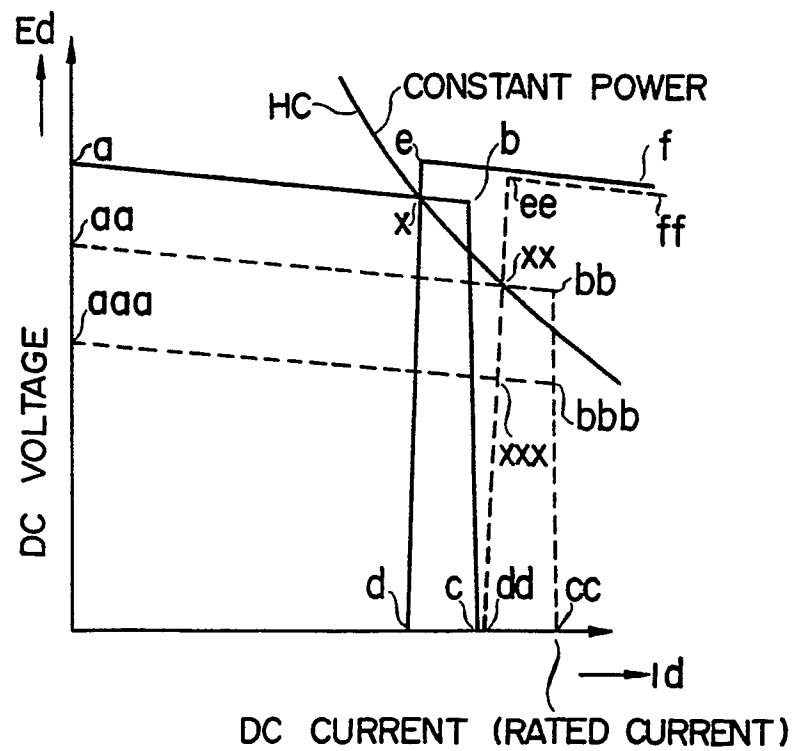 Ed
CONSTANT POWER
HC
a
e
b
f
x
ee
ff
aa
xx
bb
aaa
bbb
xxx
DC VOLTAGE
d
c
dd
cc
Id
DC CURRENT (RATED CURRENT)